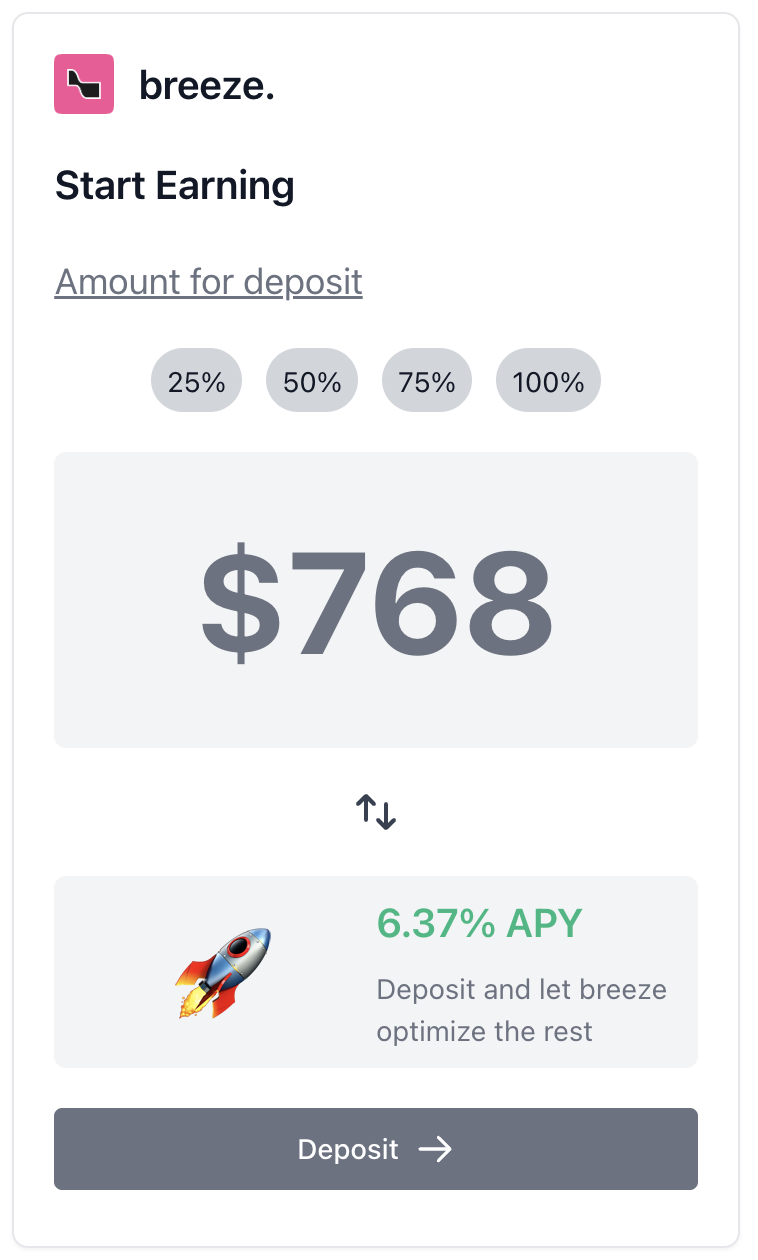 breeze.
Start Earning
Amount for deposit
25% 50% 75% 100%
$768
6.37% APY
Deposit and let breeze
optimize the rest
Deposit